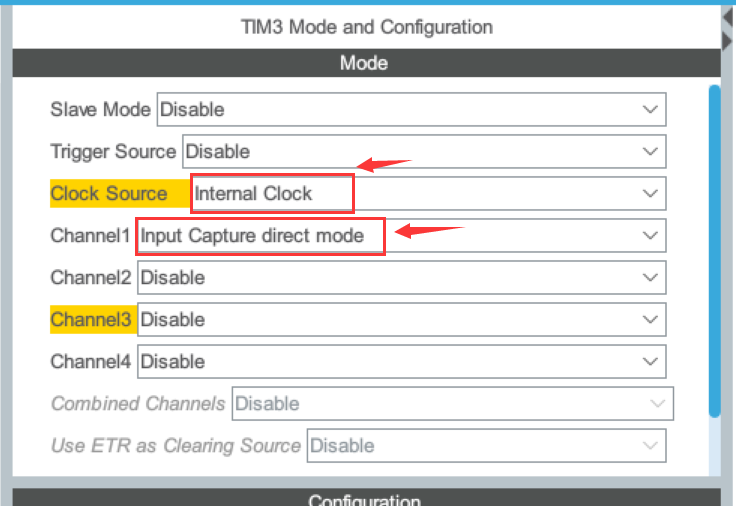 TIM3 Mode and Configuration
Mode
Slave Mode Disable
Trigger Source Disable
Clock Source Internal Clock
Channel1 Input Capture direct mode
Channel2 Disable
Channel3 Disable
Channel4 Disable
Combined Channels Disable
Use ETR as Clearing Source Disable
Configuration